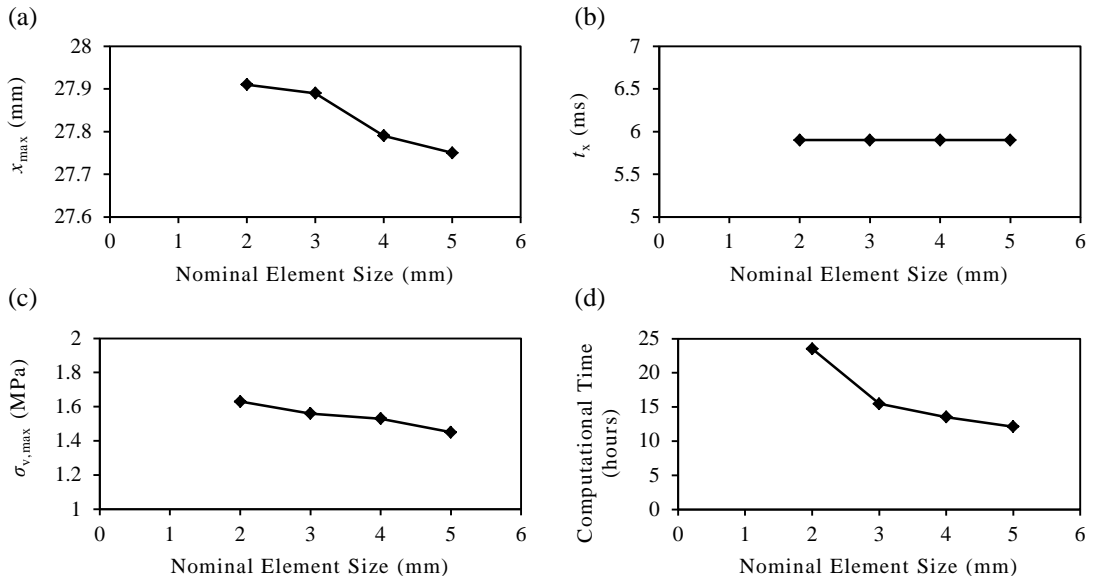 (a)
28
27.9
27.8
27.7
27.6
x_max (mm)
0 1 2 3 4 5 6
Nominal Element Size (mm)
(b)
7
6.5
6
5.5
5
t_x (ms)
0 1 2 3 4 5 6
Nominal Element Size (mm)
(c)
2
1.8
1.6
1.4
1.2
1
σ_v,max (MPa)
0 1 2 3 4 5 6
Nominal Element Size (mm)
(d)
25
20
15
10
5
0
Computational Time
(hours)
0 1 2 3 4 5 6
Nominal Element Size (mm)